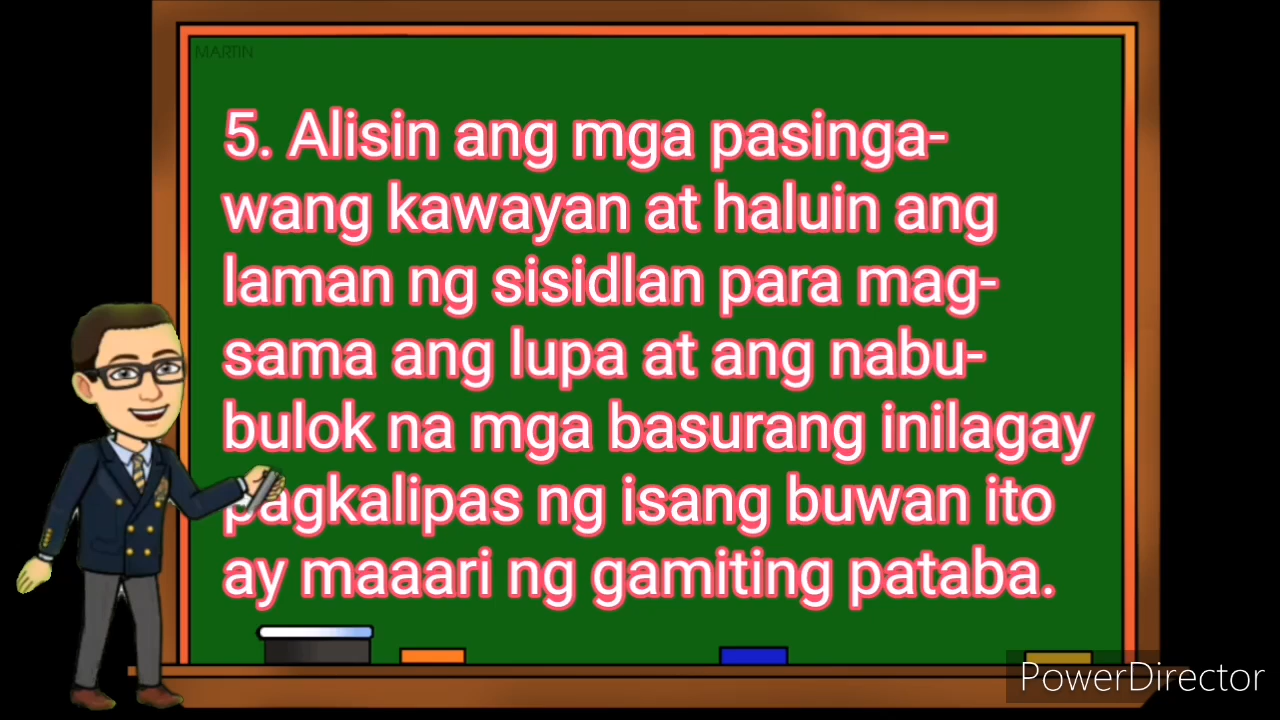 MARTIN
5. Alisin ang mga pasinga-
wang kawayan at haluin ang
laman ng sisidlan para mag-
sama ang lupa at ang nabu-
bulok na mga basurang inilagay
pagkalipas ng isang buwan ito
ay maaari ng gamiting pataba.
PowerDirector